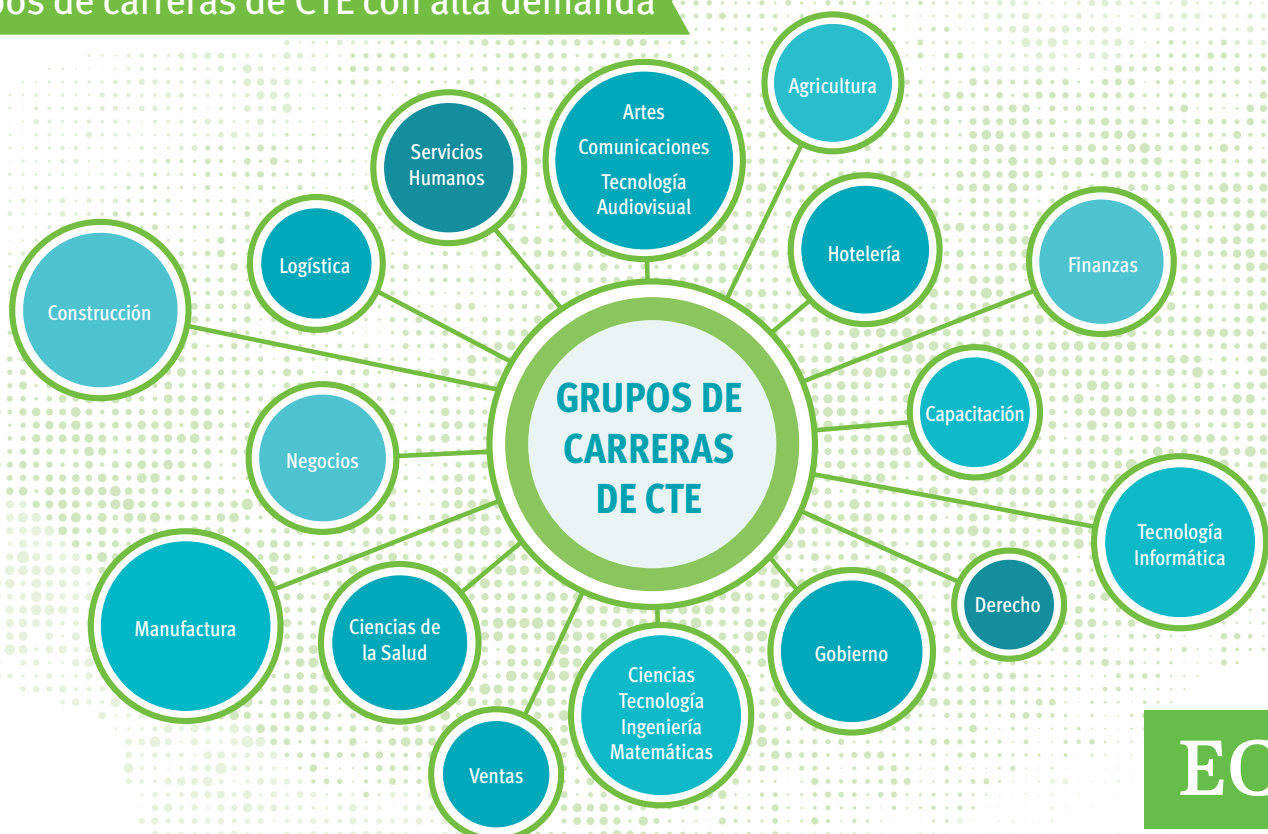 pos de carreras de CTE con alta demanda
Artes
Comunicaciones
Tecnología
Audiovisual
Agricultura
Servicios
Humanos
Hotelería
Finanzas
Logística
Construcción
GRUPOS DE
CARRERAS
DE CTE
Capacitación
Negocios
Tecnología
Informática
Derecho
Manufactura
Ciencias de
la Salud
Gobierno
Ciencias
Tecnología
Ingeniería
Matemáticas
Ventas
EC